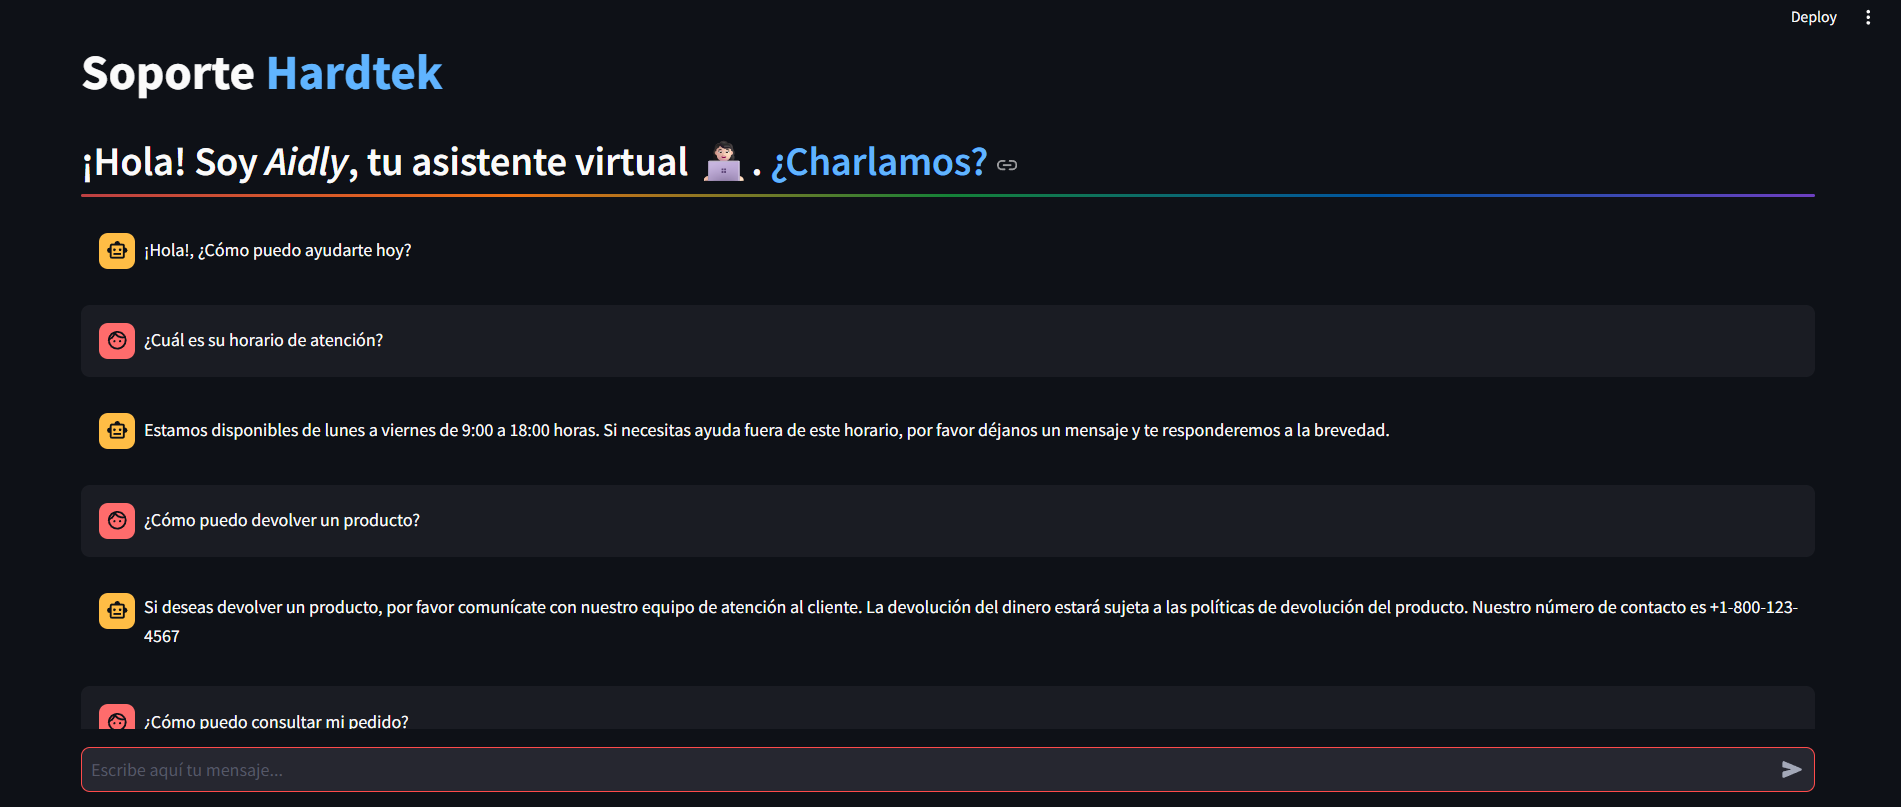 Deploy
Soporte Hardtek
¡Hola! Soy Aidly, tu asistente virtual . ¿Charlamos?
¡Hola!, ¿Cómo puedo ayudarte hoy?
¿Cuál es su horario de atención?
Estamos disponibles de lunes a viernes de 9:00 a 18:00 horas. Si necesitas ayuda fuera de este horario, por favor déjanos un mensaje y te responderemos a la brevedad.
¿Cómo puedo devolver un producto?
Si deseas devolver un producto, por favor comunícate con nuestro equipo de atención al cliente. La devolución del dinero estará sujeta a las políticas de devolución del producto. Nuestro número de contacto es +1-800-123-
4567
¿Cómo puedo consultar mi pedido?
Escribe aquí tu mensaje...